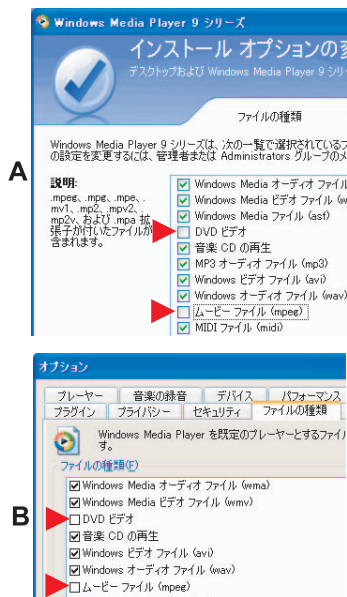 Windows Media Player 9 シリーズ
インストール オプションの変
デスクトップおよび Windows Media Player 9 シリ
ファイルの種類
Windows Media Player 9 シリーズは、次の一覧で選択されているフ
の設定を変更するには、管理者または Administrators グループのメ
A
説明:
.mpeg、.mpg、.mpe、.
mv1、.mp2、.mpv2、.
mp2v、および .mpa 拡
張子が付いたファイルが
含まれます。
Windows Media オーディオ ファイル
Windows Media ビデオ ファイル (w
Windows Media ファイル (asf)
DVD ビデオ
音楽 CD の再生
MP3 オーディオ ファイル (mp3)
Windows ビデオ ファイル (avi)
Windows オーディオ ファイル (wav)
ムービー ファイル (mpeg)
MIDI ファイル (midi)
オプション
プレーヤー 音楽の録音 デバイス パフォーマンス
プラグイン プライバシー セキュリティ ファイルの種類
Windows Media Player を既定のプレーヤーとするファイル
す。
ファイルの種類(F)
B
Windows Media オーディオ ファイル (wma)
Windows Media ビデオ ファイル (wmv)
DVD ビデオ
音楽 CD の再生
Windows ビデオ ファイル (avi)
Windows オーディオ ファイル (wav)
ムービー ファイル (mpeg)